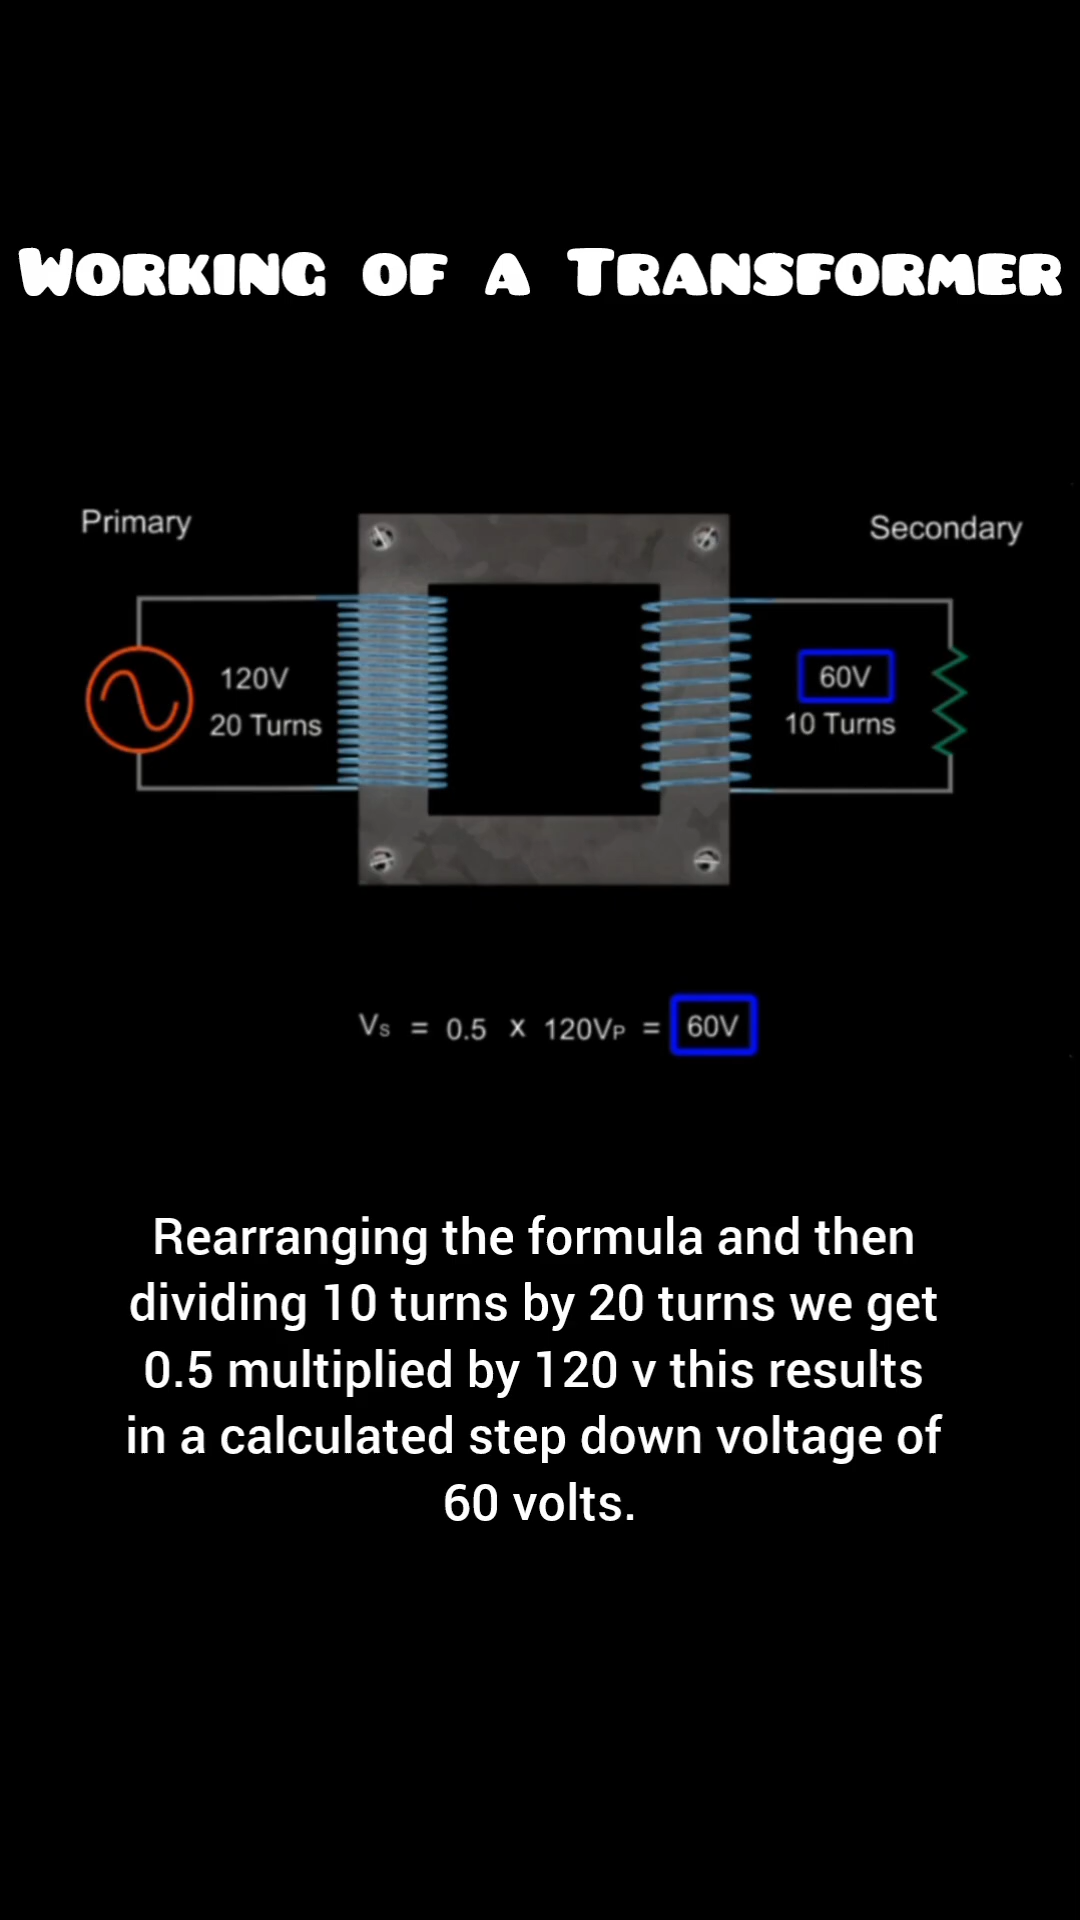 Working of a Transformer
Primary
Secondary
120V
20 Turns
60V
10 Turns
Vs = 0.5 x 120VP = 60V
Rearranging the formula and then
dividing 10 turns by 20 turns we get
0.5 multiplied by 120 v this results
in a calculated step down voltage of
60 volts.